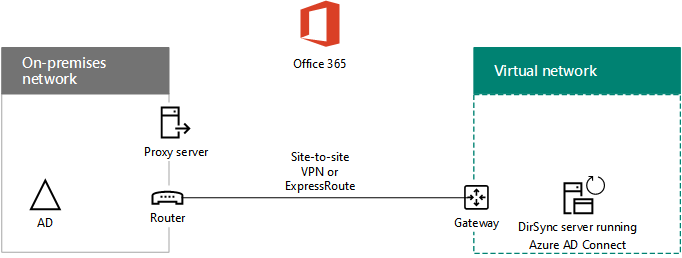 Office 365
On-premises
network
Virtual network
Proxy server
Site-to-site
VPN or
ExpressRoute
AD
Router
Gateway
DirSync server running
Azure AD Connect